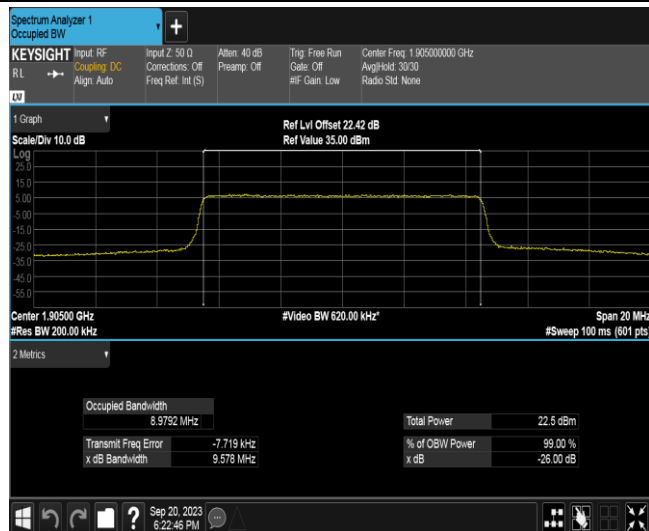 Spectrum Analyzer 1
Occupied BW
+
KEYSIGHT
RL
Input: RF
Coupling: DC
Align: Auto
Input Z: 50 Ω
Corrections: Off
Freq Ref: Int (S)
Atten: 40 dB
Preamp: Off
Trig: Free Run
Gate: Off
#IF Gain: Low
Center Freq: 1.905000000 GHz
Avg|Hold: 30/30
Radio Std: None
1 Graph
Scale/Div 10.0 dB
Ref Lvl Offset 22.42 dB
Ref Value 35.00 dBm
Log
25.0
15.0
5.00
-5.00
-15.0
-25.0
-35.0
-45.0
-55.0
Center 1.90500 GHz
#Res BW 200.00 kHz
#Video BW 620.00 kHz*
Span 20 MHz
#Sweep 100 ms (601 pts)
2 Metrics
Occupied Bandwidth
8.9792 MHz
Transmit Freq Error -7.719 kHz
x dB Bandwidth 9.578 MHz
Total Power 22.5 dBm
% of OBW Power 99.00 %
x dB -26.00 dB
?
Sep 20, 2023
6:22:46 PM